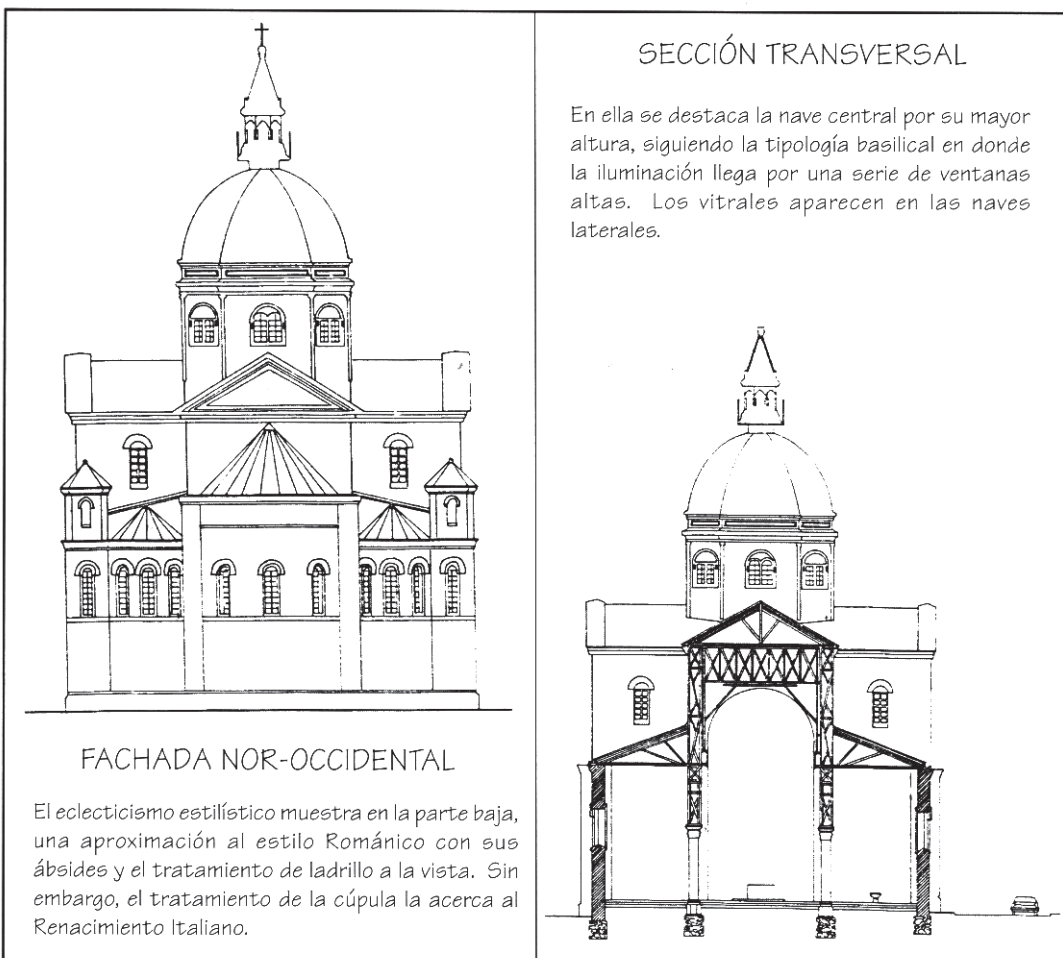 FACHADA NOR-OCCIDENTAL
El eclecticismo estilístico muestra en la parte baja,
una aproximación al estilo Románico con sus
ábsides y el tratamiento de ladrillo a la vista. Sin
embargo, el tratamiento de la cúpula la acerca al
Renacimiento Italiano.
SECCIÓN TRANSVERSAL
En ella se destaca la nave central por su mayor
altura, siguiendo la tipología basilical en donde
la iluminación llega por una serie de ventanas
altas. Los vitrales aparecen en las naves
laterales.